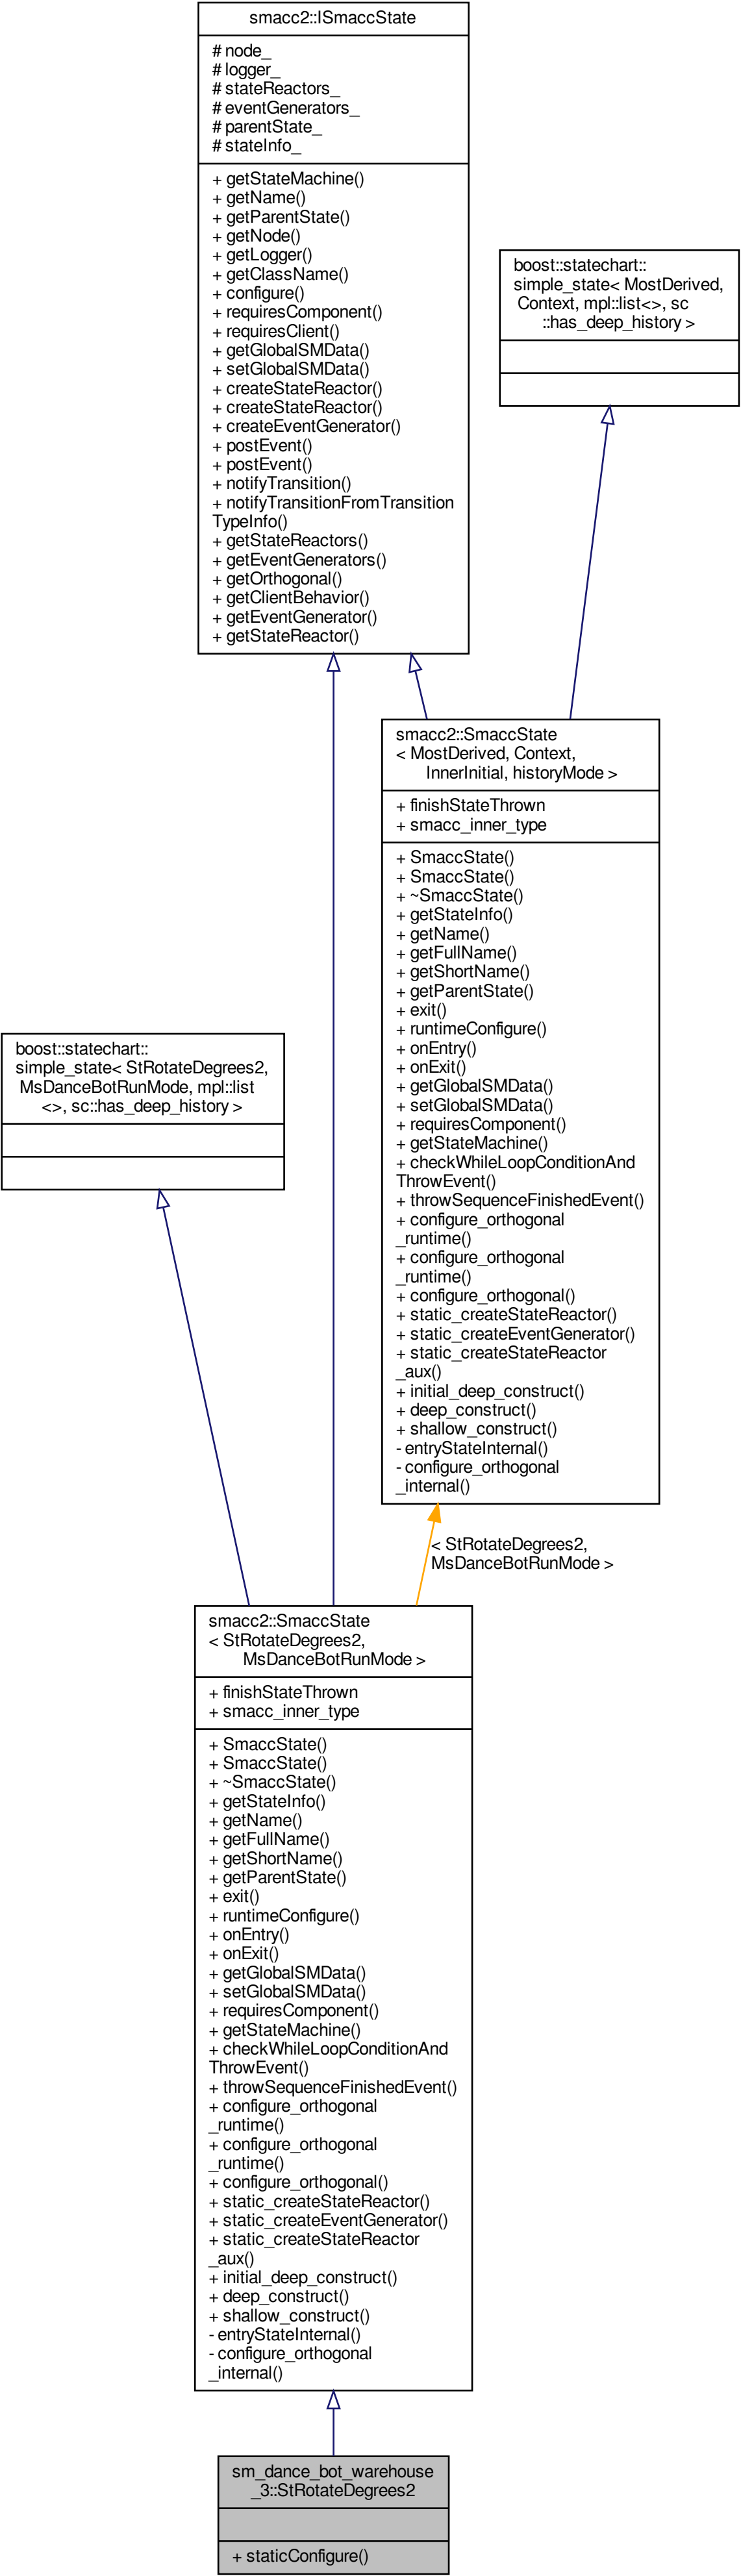 smacc2::ISmaccState
# node_
# logger_
# stateReactors_
# eventGenerators_
# parentState_
# stateInfo_
+ getStateMachine()
+ getName()
+ getParentState()
+ getNode()
+ getLogger()
+ getClassName()
+ configure()
+ requiresComponent()
+ requiresClient()
+ getGlobalSMData()
+ setGlobalSMData()
+ createStateReactor()
+ createStateReactor()
+ createEventGenerator()
+ postEvent()
+ postEvent()
+ notifyTransition()
+ notifyTransitionFromTransition
TypeInfo()
+ getStateReactors()
+ getEventGenerators()
+ getOrthogonal()
+ getClientBehavior()
+ getEventGenerator()
+ getStateReactor()
boost::statechart::
simple_state< MostDerived,
Context, mpl::list<>, sc
::has_deep_history >
smacc2::SmaccState
< MostDerived, Context,
InnerInitial, historyMode >
+ finishStateThrown
+ smacc_inner_type
+ SmaccState()
+ SmaccState()
+ ~SmaccState()
+ getStateInfo()
+ getName()
+ getFullName()
+ getShortName()
+ getParentState()
+ exit()
+ runtimeConfigure()
+ onEntry()
+ onExit()
+ getGlobalSMData()
+ setGlobalSMData()
+ requiresComponent()
+ getStateMachine()
+ checkWhileLoopConditionAnd
ThrowEvent()
+ throwSequenceFinishedEvent()
+ configure_orthogonal
_runtime()
+ configure_orthogonal
_runtime()
+ configure_orthogonal()
+ static_createStateReactor()
+ static_createEventGenerator()
+ static_createStateReactor
_aux()
+ initial_deep_construct()
+ deep_construct()
+ shallow_construct()
- entryStateInternal()
- configure_orthogonal
_internal()
boost::statechart::
simple_state< StRotateDegrees2,
MsDanceBotRunMode, mpl::list
<>, sc::has_deep_history >
< StRotateDegrees2,
MsDanceBotRunMode >
smacc2::SmaccState
< StRotateDegrees2,
MsDanceBotRunMode >
+ finishStateThrown
+ smacc_inner_type
+ SmaccState()
+ SmaccState()
+ ~SmaccState()
+ getStateInfo()
+ getName()
+ getFullName()
+ getShortName()
+ getParentState()
+ exit()
+ runtimeConfigure()
+ onEntry()
+ onExit()
+ getGlobalSMData()
+ setGlobalSMData()
+ requiresComponent()
+ getStateMachine()
+ checkWhileLoopConditionAnd
ThrowEvent()
+ throwSequenceFinishedEvent()
+ configure_orthogonal
_runtime()
+ configure_orthogonal
_runtime()
+ configure_orthogonal()
+ static_createStateReactor()
+ static_createEventGenerator()
+ static_createStateReactor
_aux()
+ initial_deep_construct()
+ deep_construct()
+ shallow_construct()
- entryStateInternal()
- configure_orthogonal
_internal()
sm_dance_bot_warehouse
_3::StRotateDegrees2
+ staticConfigure()